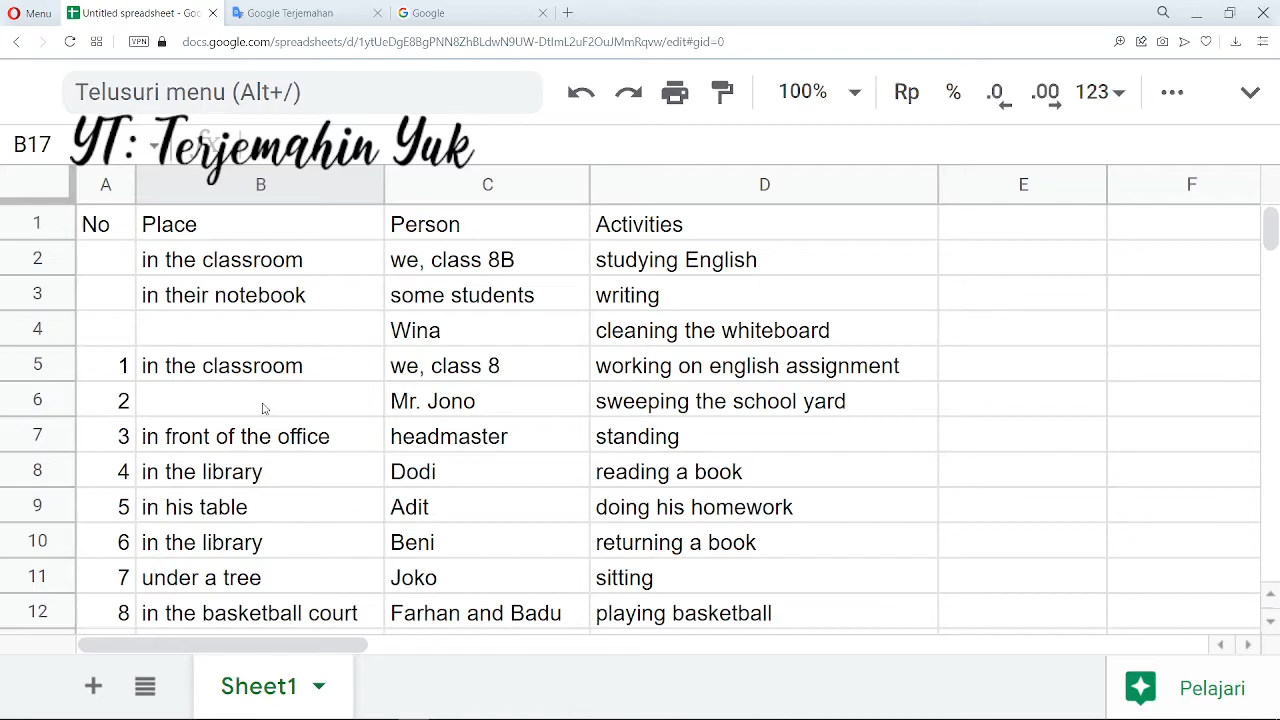 Menu Untitled spreadsheet - Goo Google Terjemahan Google
VPN docs.google.com/spreadsheets/d/1ytUeDgE8BgPNN8ZhBLdwN9UW-DtImL2uF2OuJMmRqvw/edit#gid=0
Telusuri menu (Alt+/) 100% Rp % .0 .00 123
B17 YT: Terjemahin Yuk
A B C D E F
1 No Place Person Activities
2 in the classroom we, class 8B studying English
3 in their notebook some students writing
4 Wina cleaning the whiteboard
5 1 in the classroom we, class 8 working on english assignment
6 2 Mr. Jono sweeping the school yard
7 3 in front of the office headmaster standing
8 4 in the library Dodi reading a book
9 5 in his table Adit doing his homework
10 6 in the library Beni returning a book
11 7 under a tree Joko sitting
12 8 in the basketball court Farhan and Badu playing basketball
Sheet1 Pelajari